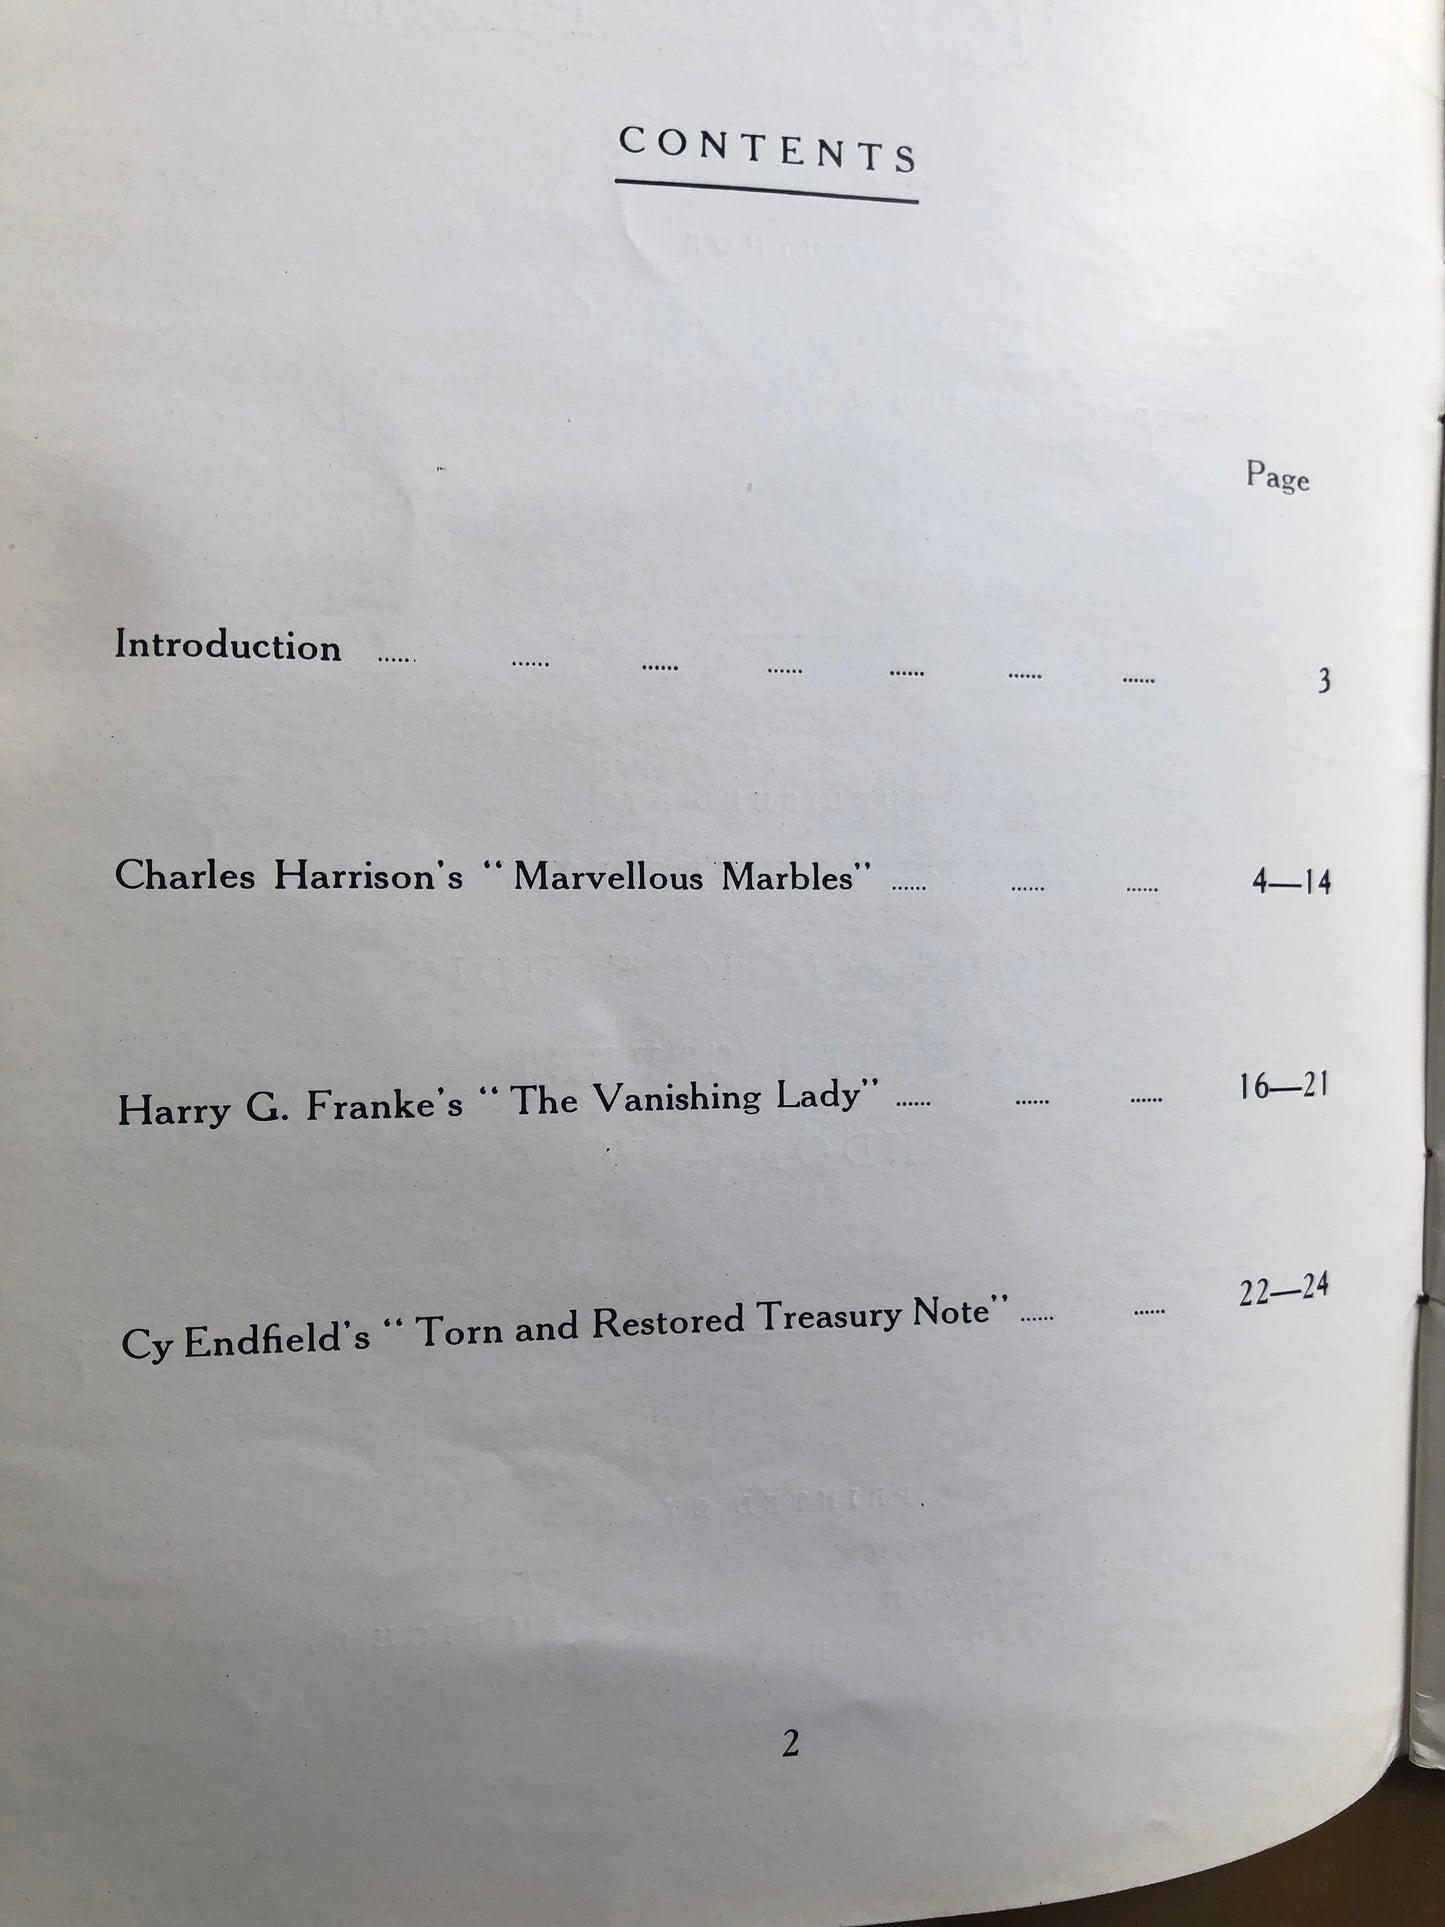 CONTENTS
Page
Introduction ...... ...... ...... ...... ...... ...... ...... 3
Charles Harrison's “Marvellous Marbles” ...... ...... ...... 4—14
Harry G. Franke's “The Vanishing Lady” ...... ...... ...... 16—21
Cy Endfield's “Torn and Restored Treasury Note” ...... ...... 22—24
2